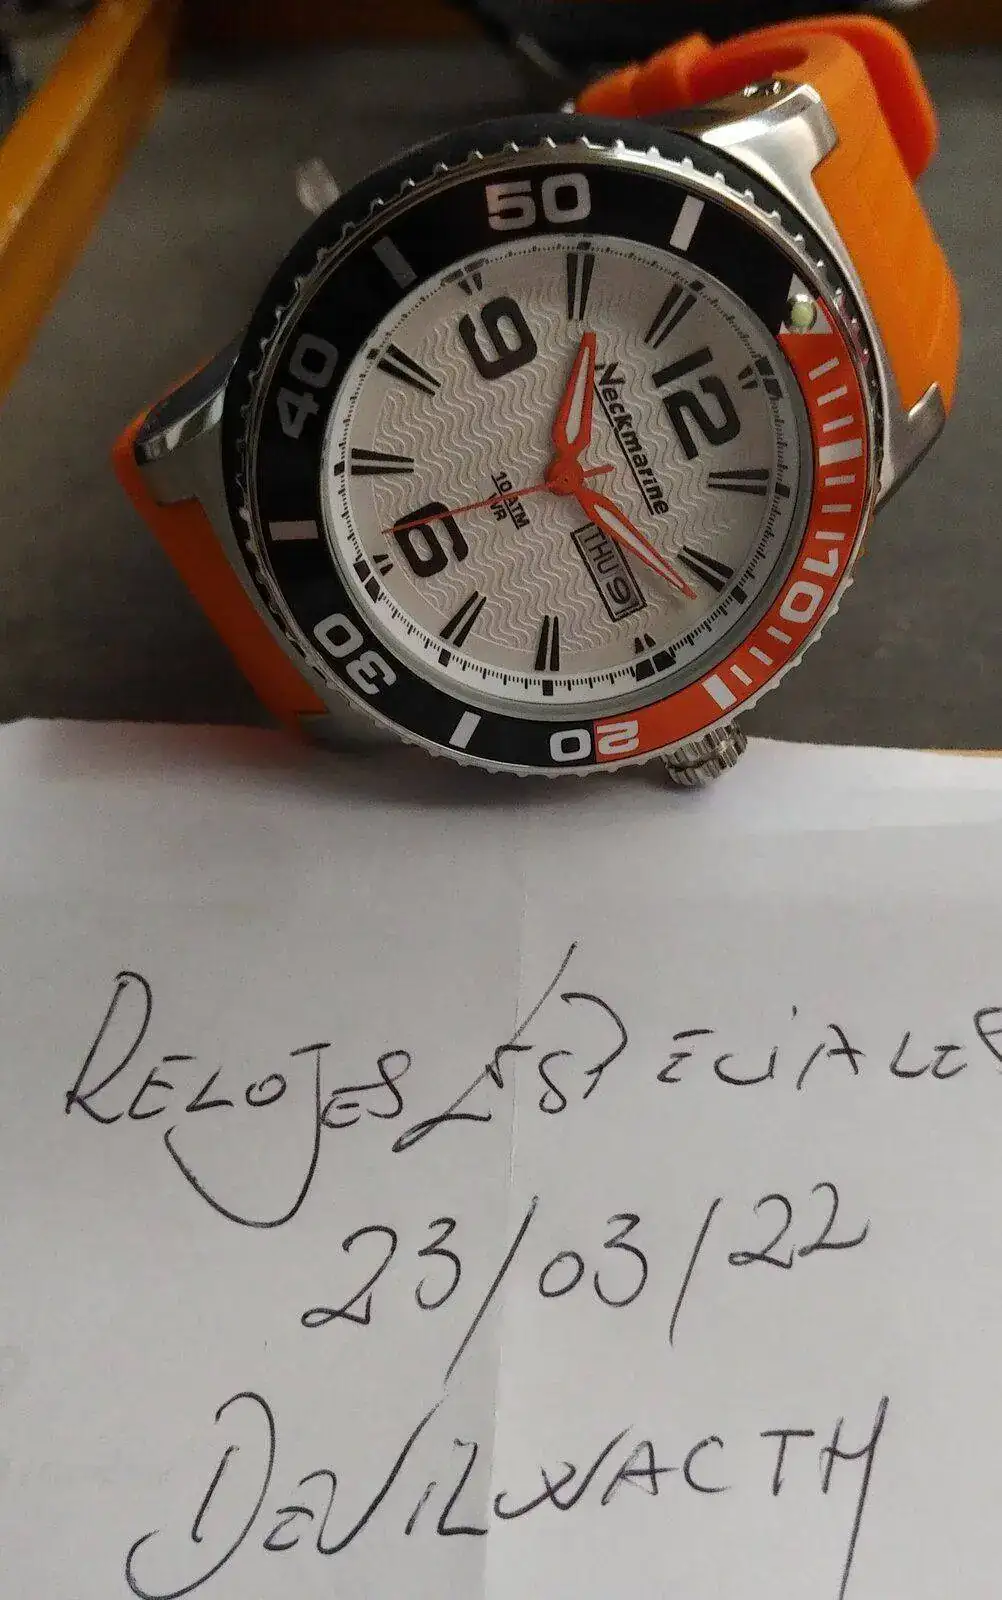 50
40
30
20
10
12
9
6
Neckmarine
10 ATM
WR
THU 9
RELOJES ESPECIALES
23/03/22
DEVILWACTH